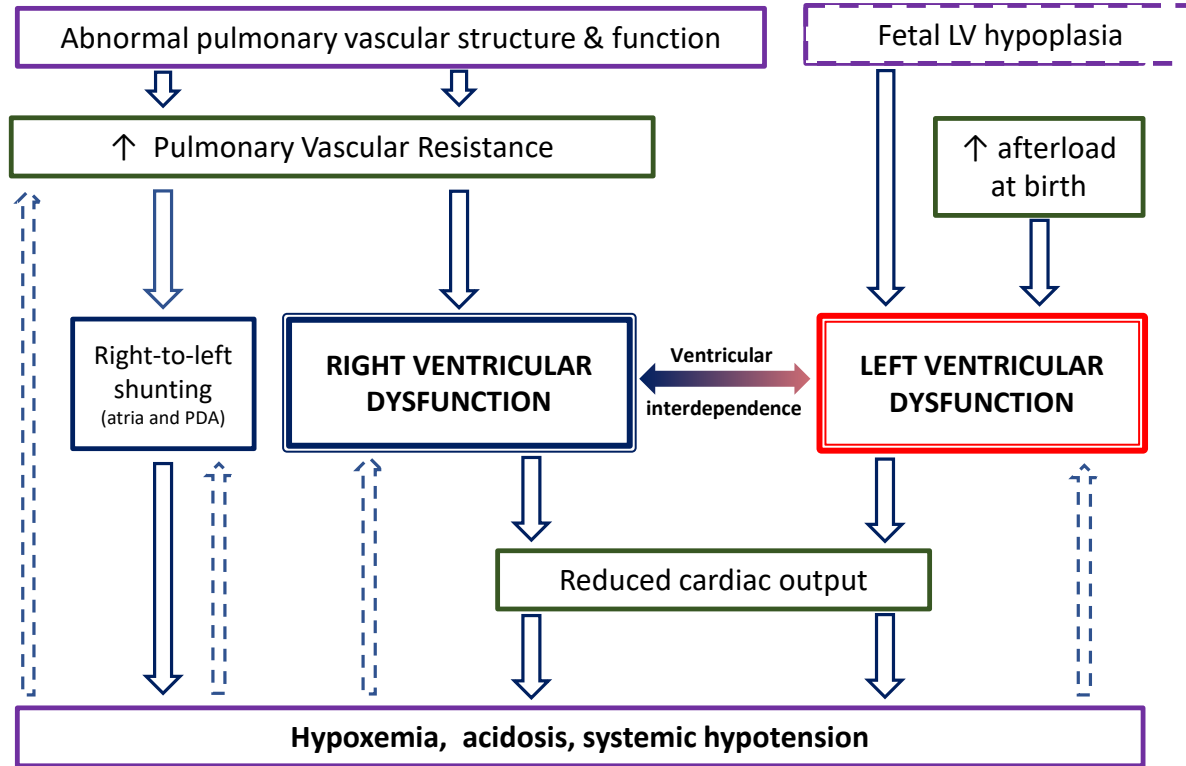 Abnormal pulmonary vascular structure & function
Fetal LV hypoplasia
↑ Pulmonary Vascular Resistance
↑ afterload
at birth
Right-to-left
shunting
(atria and PDA)
RIGHT VENTRICULAR
DYSFUNCTION
Ventricular
interdependence
LEFT VENTRICULAR
DYSFUNCTION
Reduced cardiac output
Hypoxemia, acidosis, systemic hypotension